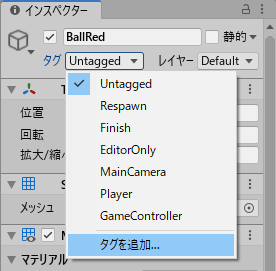 インスペクター
BallRed 静的
タグ Untagged レイヤー Default
Untagged
Respawn
Finish
EditorOnly
MainCamera
Player
GameController
タグを追加...
T
位置
回転
拡大/縮
S
メッシュ
M
マテリアル